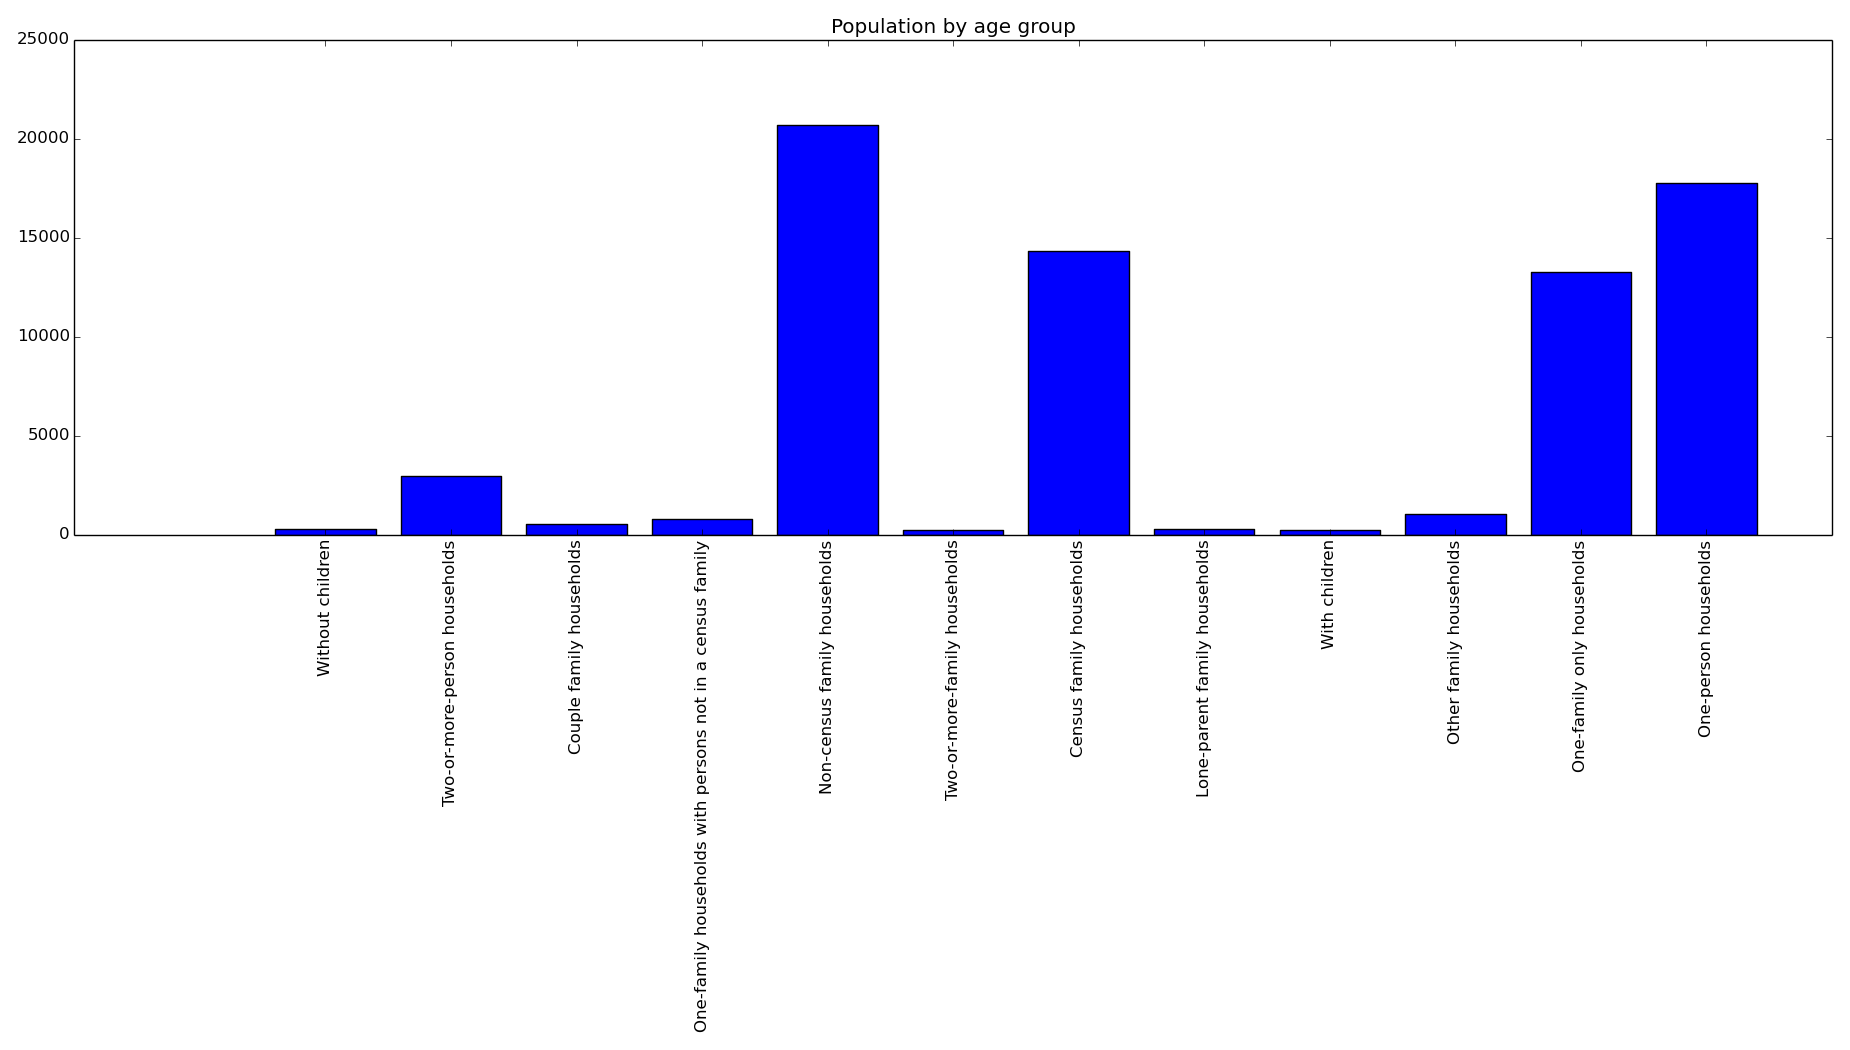 Population by age group
25000
20000
15000
10000
5000
0
Without children
Two-or-more-person households
Couple family households
One-family households with persons not in a census family
Non-census family households
Two-or-more-family households
Census family households
Lone-parent family households
With children
Other family households
One-family only households
One-person households